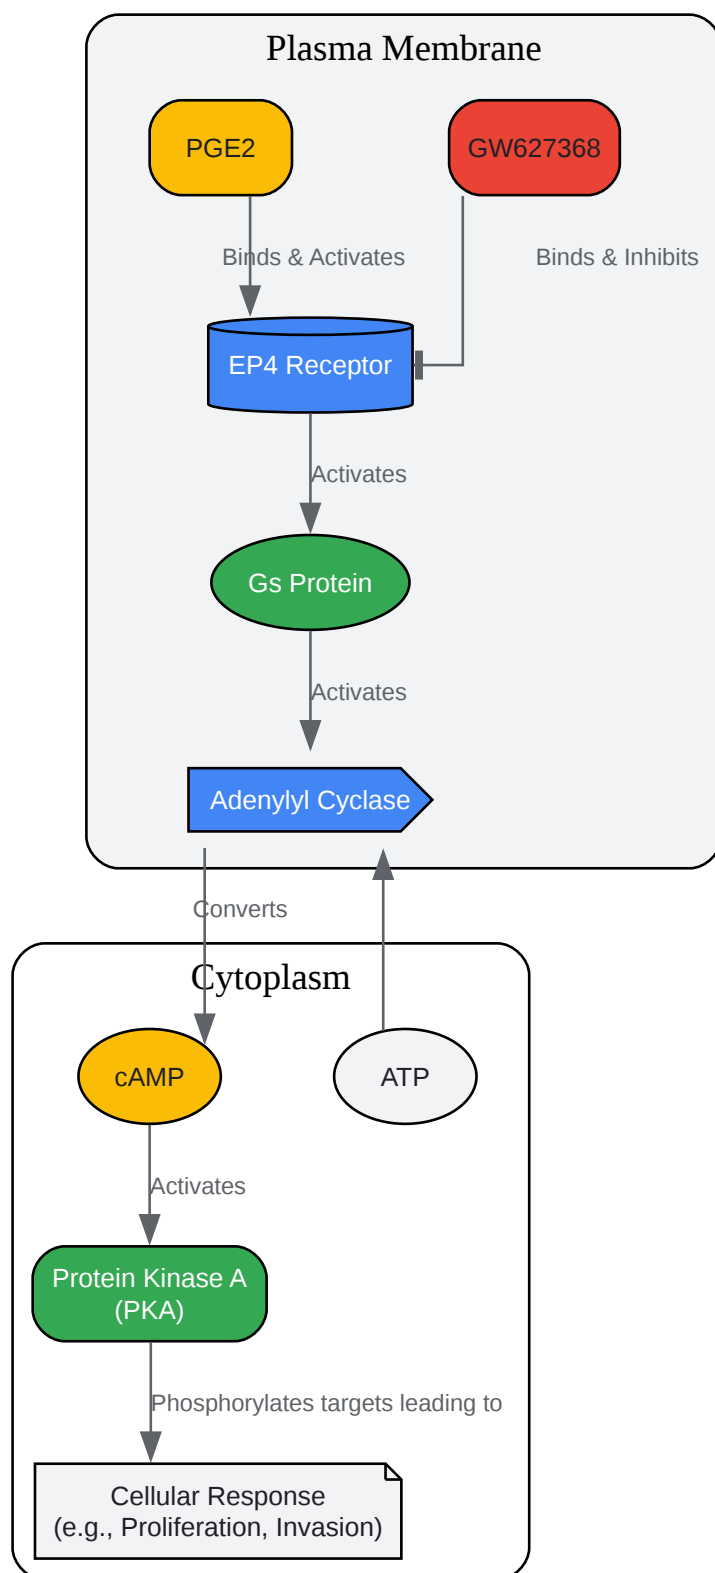 Plasma Membrane
PGE2
GW627368
Binds & Activates
Binds & Inhibits
EP4 Receptor
Activates
Gs Protein
Activates
Adenylyl Cyclase
Converts
Cytoplasm
cAMP
ATP
Activates
Protein Kinase A
(PKA)
Phosphorylates targets leading to
Cellular Response
(e.g., Proliferation, Invasion)